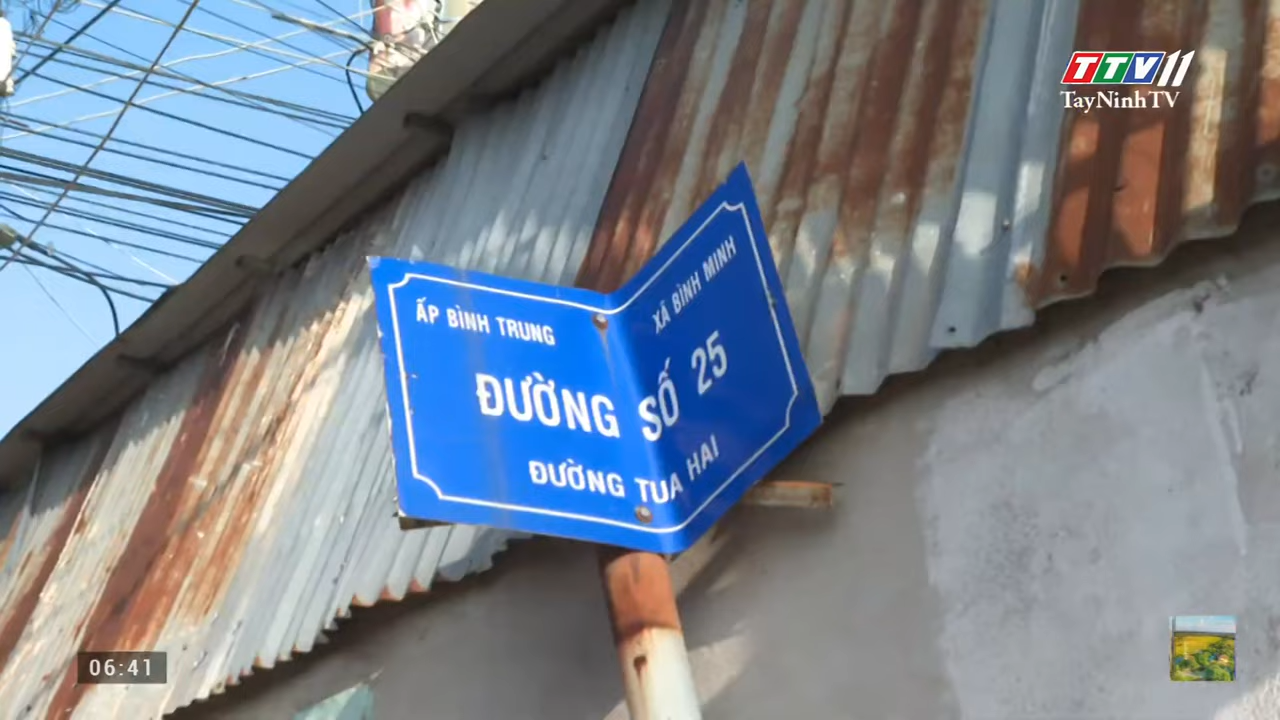 TTV11
TayNinhTV
ẤP BÌNH TRUNG XÃ BÌNH MINH
ĐƯỜNG SỐ 25
ĐƯỜNG TUA HAI
06:41